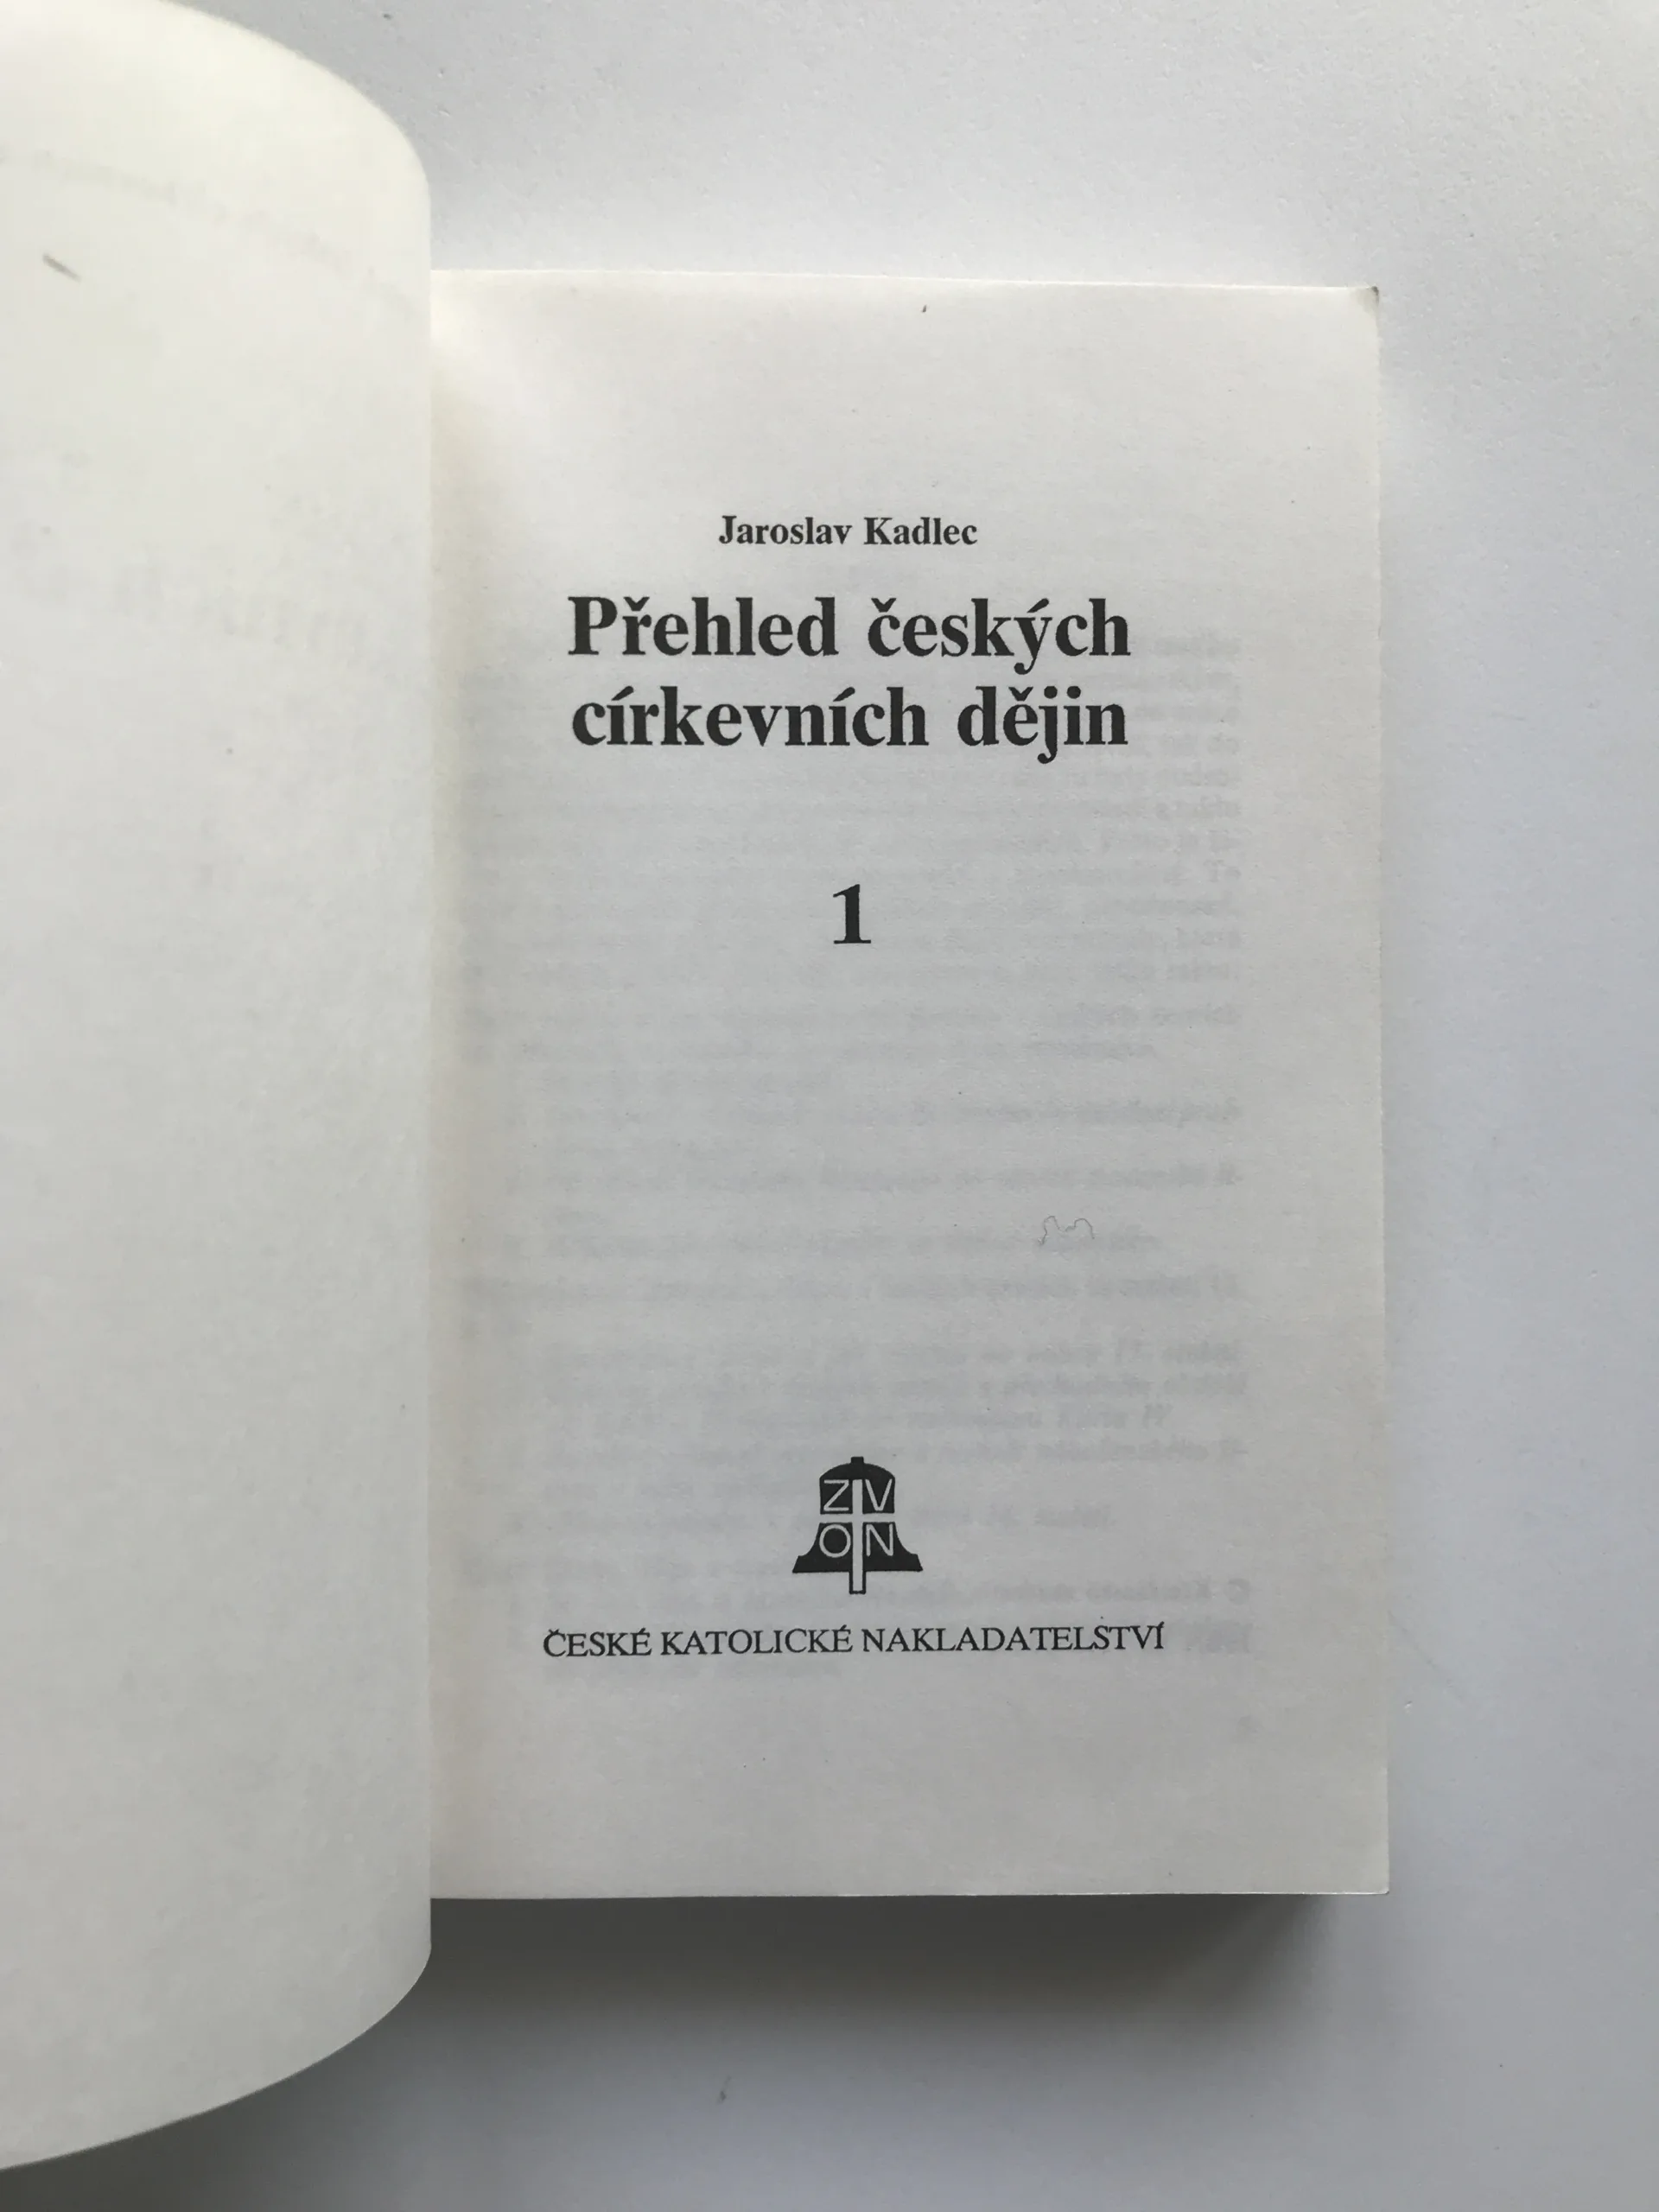 Jaroslav Kadlec
Přehled českých
církevních dějin
1
ZV
ON
ČESKÉ KATOLICKÉ NAKLADATELSTVÍ